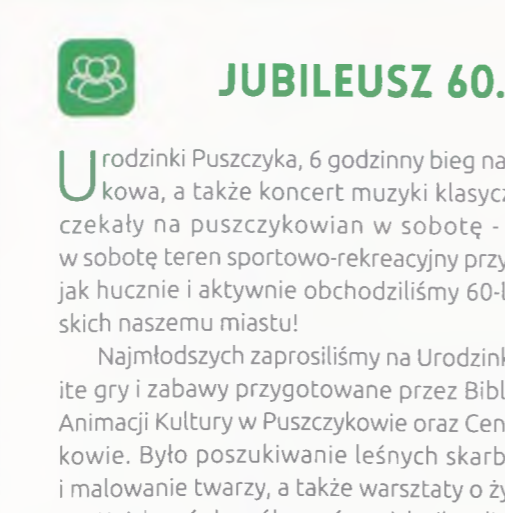 JUBILEUSZ 60.
Urodzinki Puszczyka, 6 godzinny bieg na
kowa, a także koncert muzyki klasycz
czekały na puszczykowian w sobotę -
w sobotę teren sportowo-rekreacyjny przy
jak hucznie i aktywnie obchodziliśmy 60-l
skich naszemu miastu!
Najmłodszych zaprosiliśmy na Urodzink
ite gry i zabawy przygotowane przez Bibl
Animacji Kultury w Puszczykowie oraz Cen
kowie. Było poszukiwanie leśnych skarb
i malowanie twarzy, a także warsztaty o ży